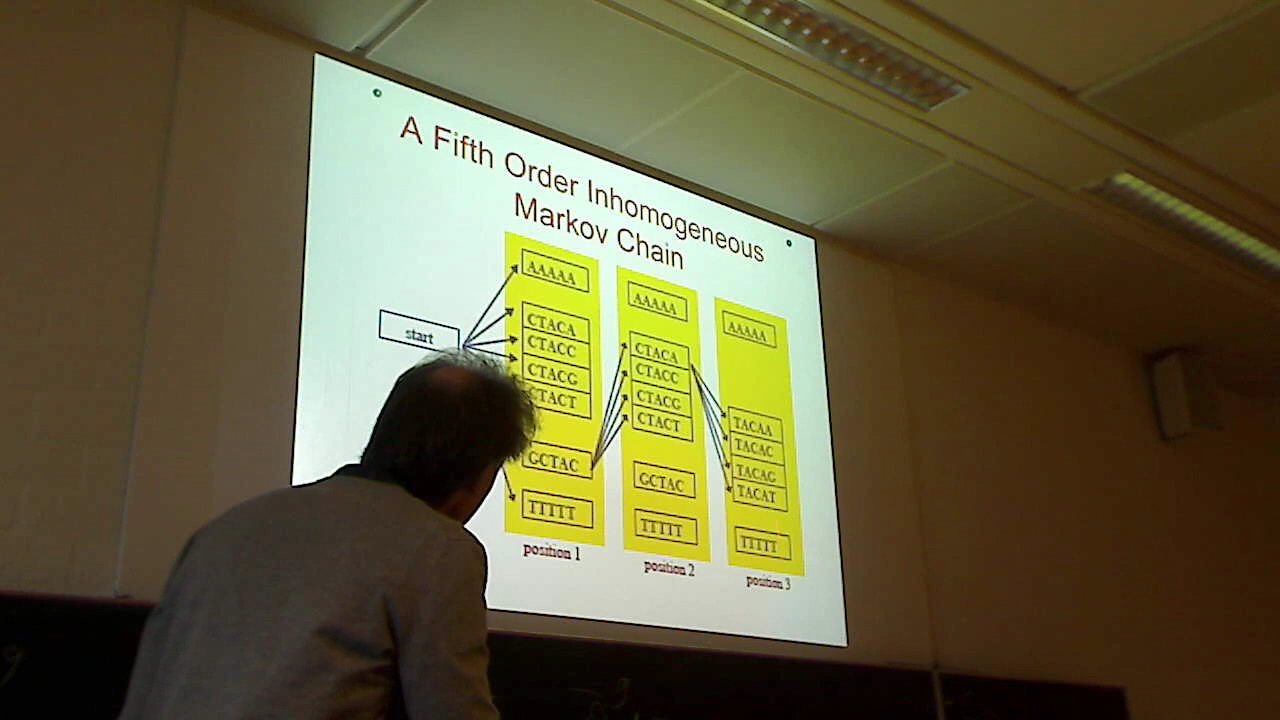 A Fifth Order Inhomogeneous
Markov Chain
start
AAAAA
CTACA
CTACC
CTACG
CTACT
GCTAC
TTTTT
position 1
AAAAA
CTACA
CTACC
CTACG
CTACT
GCTAC
TTTTT
position 2
AAAAA
TACAA
TACAC
TACAG
TACAT
TTTTT
position 3